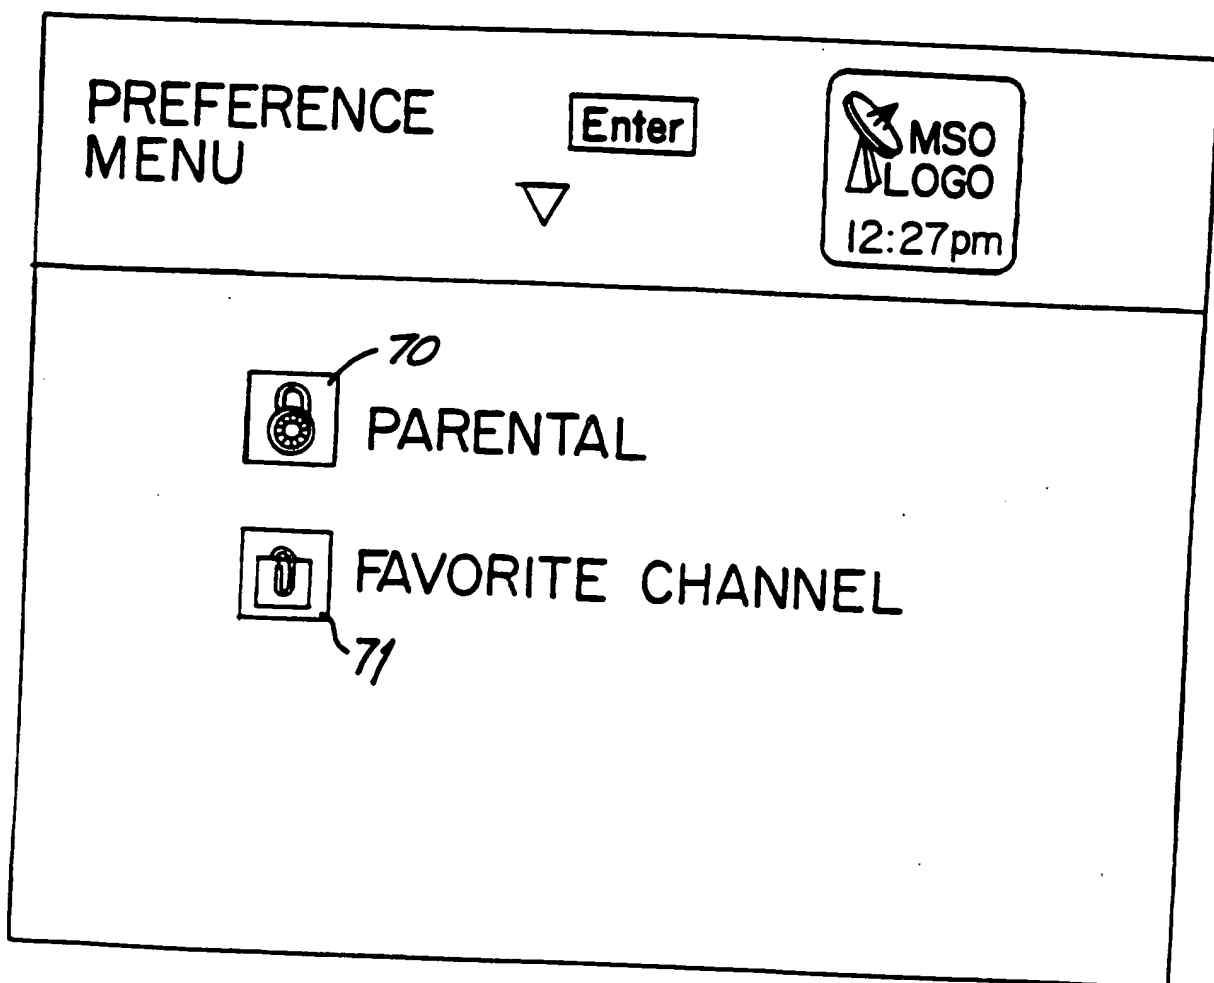 PREFERENCE
MENU
Enter
MSO
LOGO
12:27pm
70
PARENTAL
FAVORITE CHANNEL
71